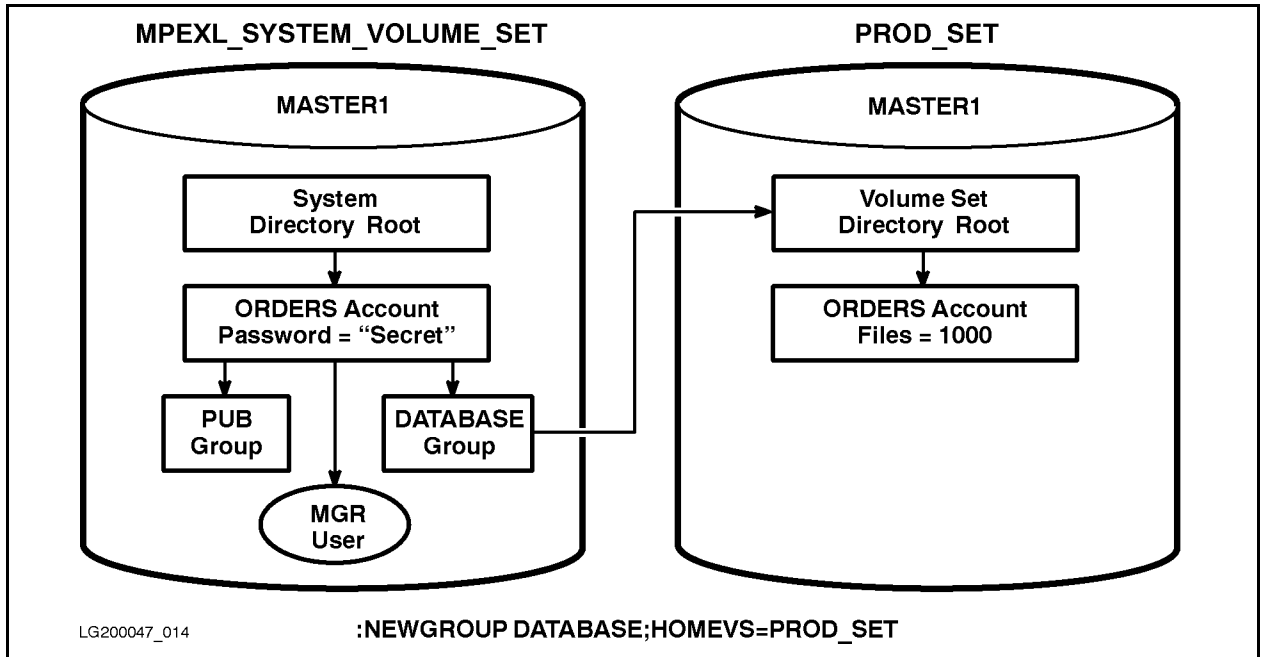 MPEXL_SYSTEM_VOLUME_SET
PROD_SET
MASTER1
MASTER1
System
Directory Root
Volume Set
Directory Root
ORDERS Account
Password = “Secret”
ORDERS Account
Files = 1000
PUB
Group
DATABASE
Group
MGR
User
LG200047_014
:NEWGROUP DATABASE;HOMEVS=PROD_SET